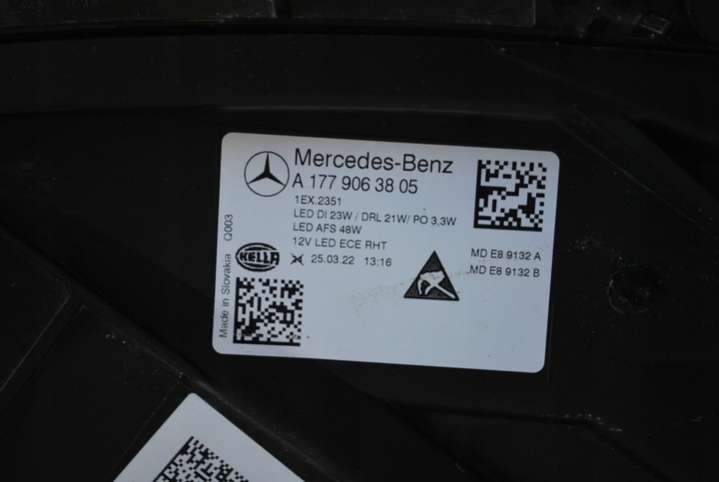 Mercedes-Benz
A 177 906 38 05
1EX.2351
LED DI 23W / DRL 21W/ PO 3,3W
LED AFS 48W
12V LED ECE RHT
HELLA
25.03.22 13:16
MD E8 9132 A
MD E8 9132 B
Made in Slovakia Q003